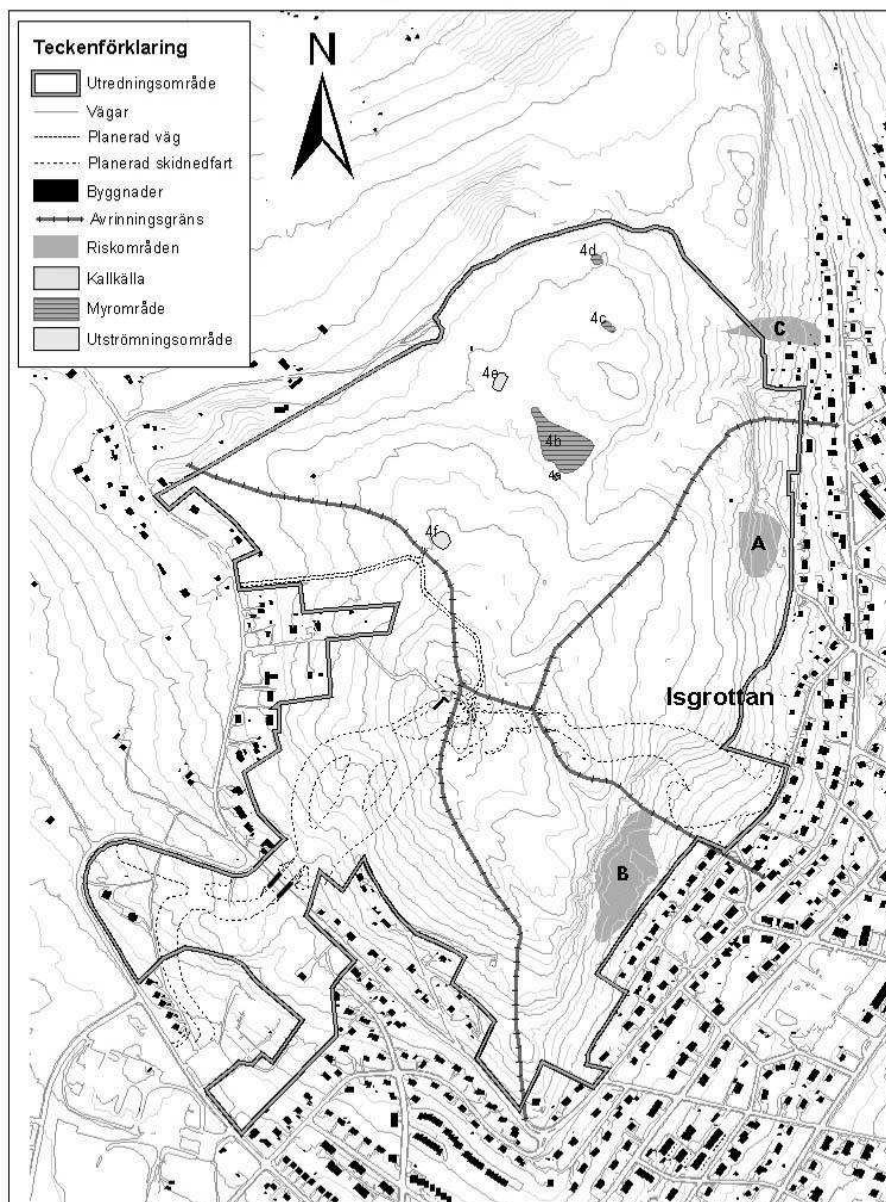 Teckenförklaring
Utredningsområde
Vägar
Planerad väg
Planerad skidnedfart
Byggnader
Avrinningsgräns
Riskområden
Kallkälla
Myrområde
Utströmningsområde
N
4d
4c
C
4e
4b
4a
4f
A
Isgrottan
B